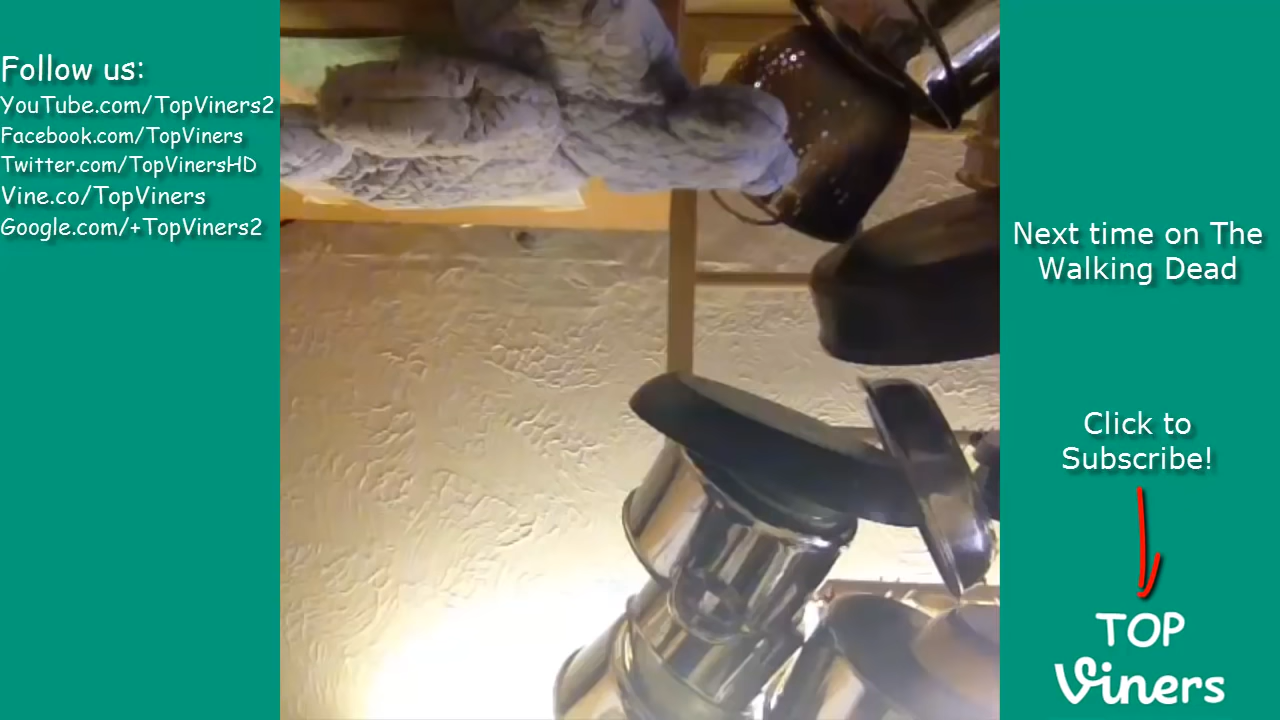 Follow us:
YouTube.com/TopViners2
Facebook.com/TopViners
Twitter.com/TopVinersHD
Vine.co/TopViners
Google.com/+TopViners2
Next time on The
Walking Dead
Click to
Subscribe!
TOP
Viners